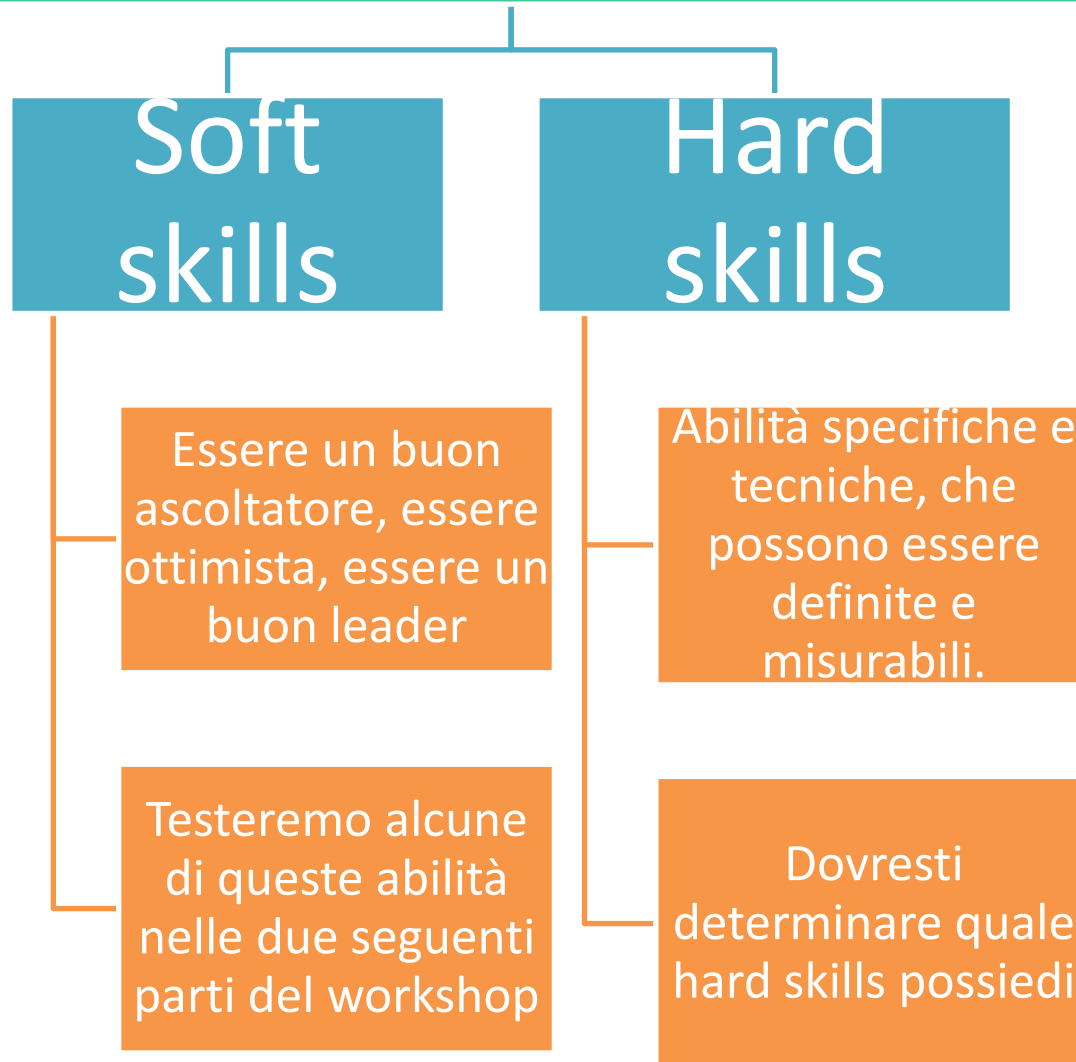 Soft
skills
Hard
skills
Essere un buon
ascoltatore, essere
ottimista, essere un
buon leader
Testeremo alcune
di queste abilità
nelle due seguenti
parti del workshop
Abilità specifiche e
tecniche, che
possono essere
definite e
misurabili.
Dovresti
determinare quale
hard skills possiedi